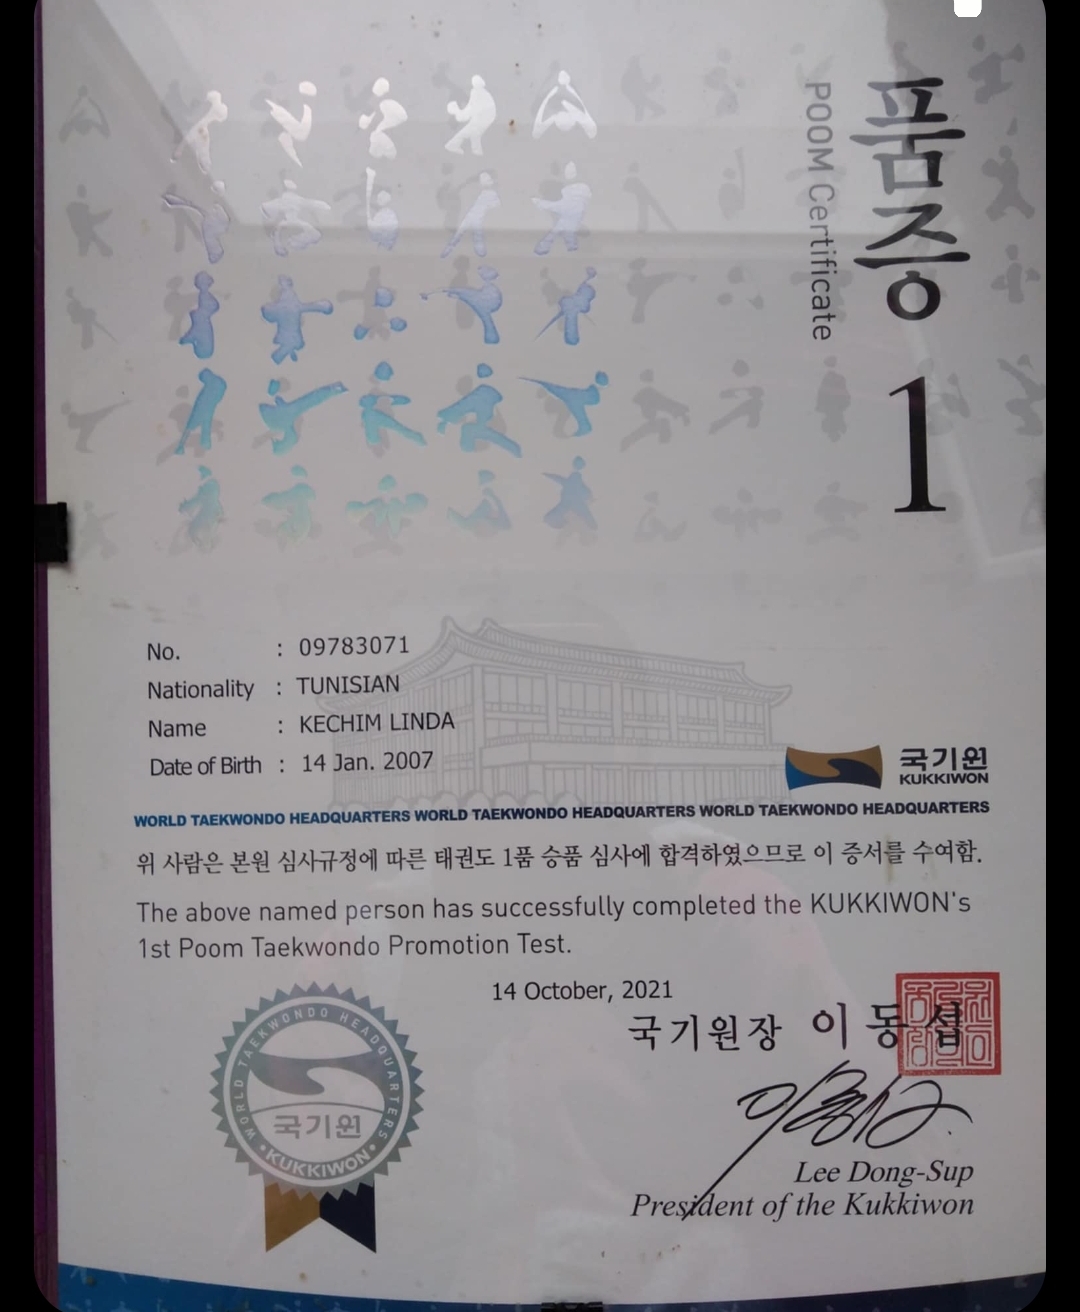 품증
POOM Certificate
1
No. : 09783071
Nationality : TUNISIAN
Name : KECHIM LINDA
Date of Birth : 14 Jan. 2007
국기원
KUKKIWON
WORLD TAEKWONDO HEADQUARTERS WORLD TAEKWONDO HEADQUARTERS WORLD TAEKWONDO HEADQUARTERS
위 사람은 본원 심사규정에 따른 태권도 1품 승품 심사에 합격하였으므로 이 증서를 수여함.
The above named person has successfully completed the KUKKIWON's
1st Poom Taekwondo Promotion Test.
14 October, 2021
국기원장 이동섭
WORLD TAEKWONDO HEADQUARTERS
국기원
KUKKIWON
Lee Dong-Sup
President of the Kukkiwon